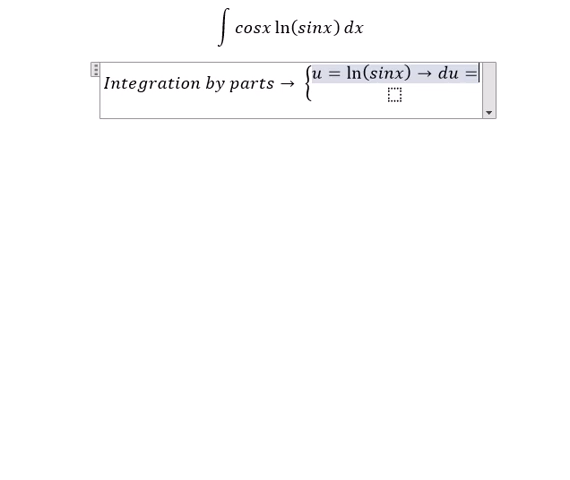 ∫ cosx ln(sinx) dx
Integration by parts → { u = ln(sinx) → du =